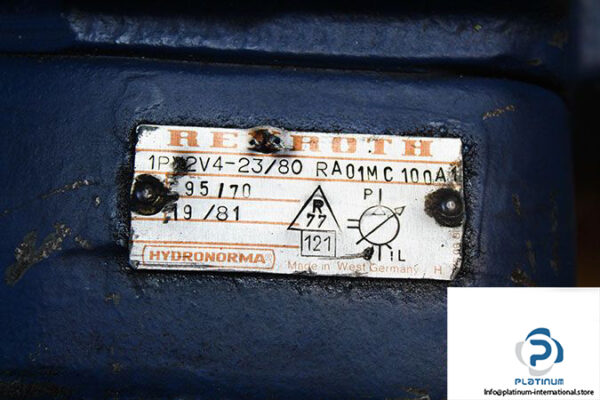 REXROTH
1PV2V4-23/80 RA01MC100A1
95/70
19/81
R
77
121
P
L
HYDRONORMA
Made in West Germany H
PLATINUM
Info@platinum-international.store